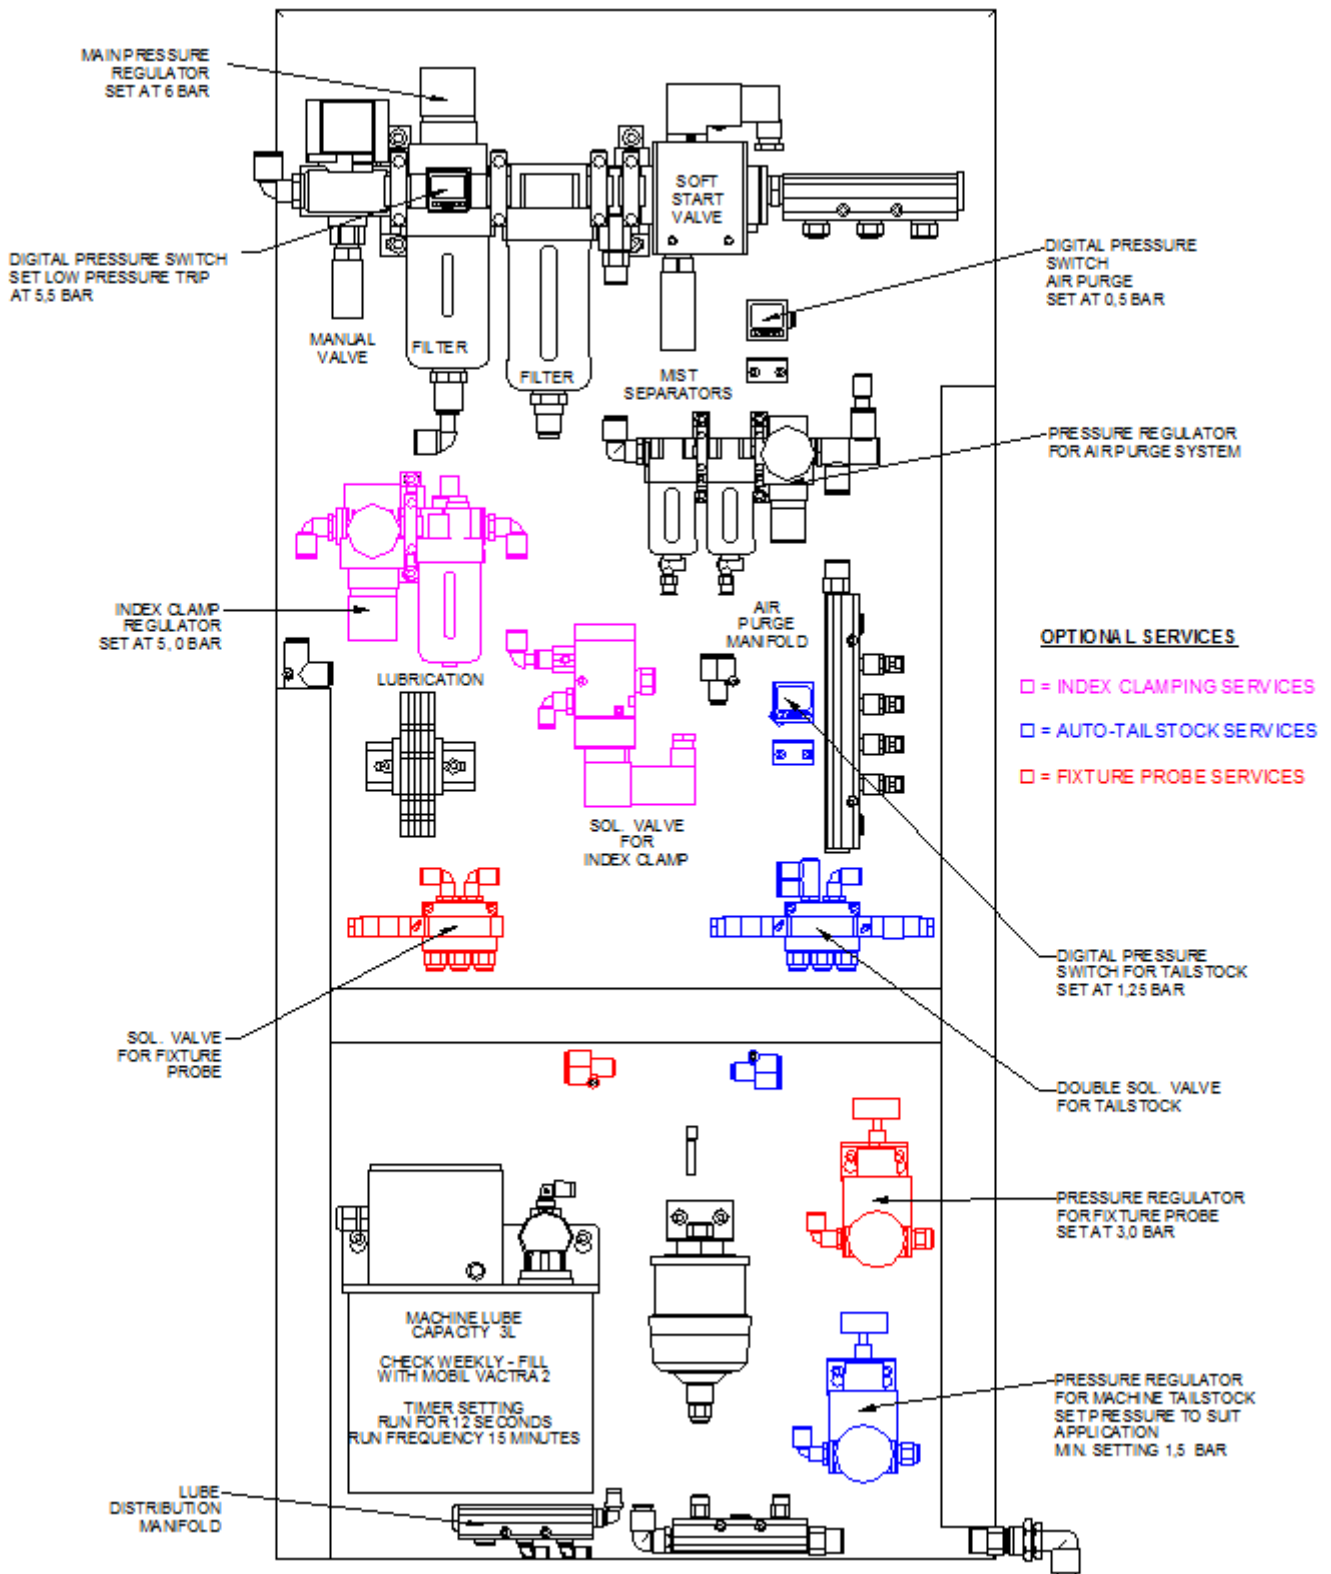 MAIN PRESSURE
REGULATOR
SET AT 6 BAR
SOFT
START
VALVE
DIGITAL PRESSURE SWITCH
SET LOW PRESSURE TRIP
AT 5,5 BAR
DIGITAL PRESSURE
SWITCH
AIR PURGE
SET AT 0,5 BAR
MANUAL
VALVE
FILTER
FILTER
MIST
SEPARATORS
PRESSURE REGULATOR
FOR AIR PURGE SYSTEM
INDEX CLAMP
REGULATOR
SET AT 5, 0 BAR
LUBRICATION
AIR
PURGE
MANIFOLD
OPTIONAL SERVICES
= INDEX CLAMPING SERVICES
= AUTO-TAILSTOCK SERVICES
= FIXTURE PROBE SERVICES
SOL. VALVE
FOR
INDEX CLAMP
DIGITAL PRESSURE
SWITCH FOR TAILSTOCK
SET AT 1,25 BAR
SOL. VALVE
FOR FIXTURE
PROBE
DOUBLE SOL. VALVE
FOR TAILSTOCK
PRESSURE REGULATOR
FOR FIXTURE PROBE
SET AT 3,0 BAR
MACHINE LUBE
CAPACITY 3L
CHECK WEEKLY - FILL
WITH MOBIL VACTRA 2
TIMER SETTING
RUN FOR 12 SECONDS
RUN FREQUENCY 15 MINUTES
PRESSURE REGULATOR
FOR MACHINE TAILSTOCK
SET PRESSURE TO SUIT
APPLICATION
MIN. SETTING 1,5 BAR
LUBE
DISTRIBUTION
MANIFOLD